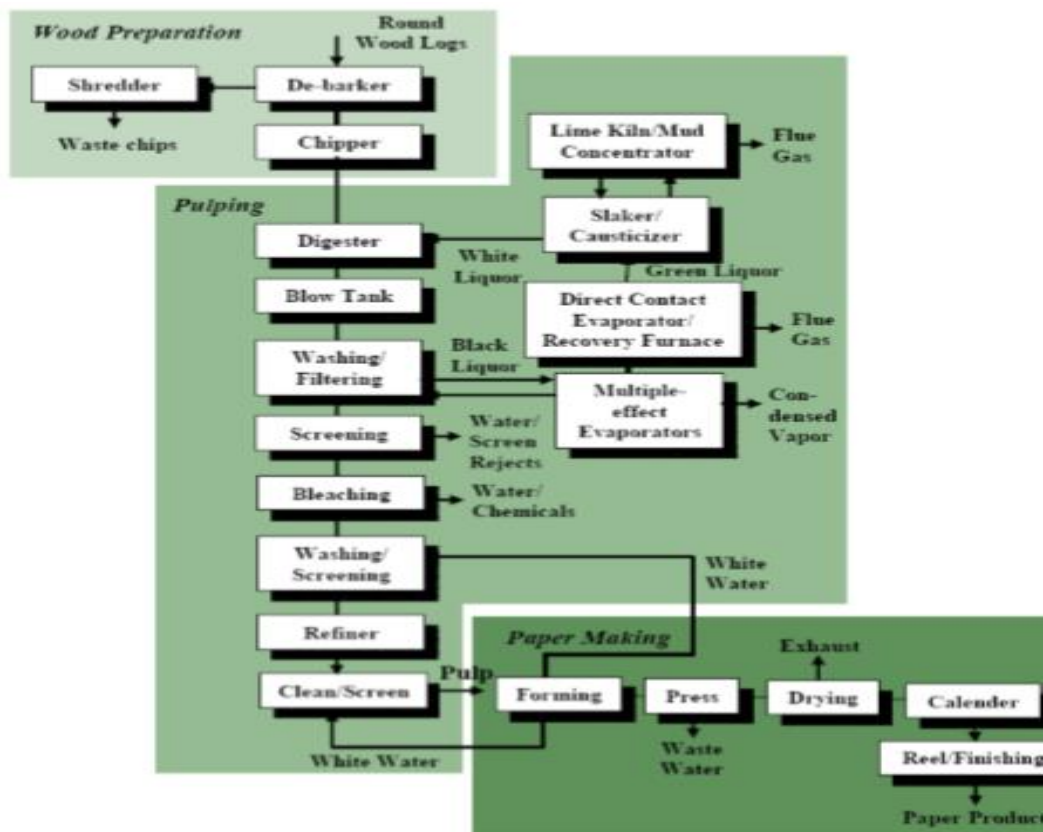 Wood Preparation
Round
Wood Logs
Shredder
De-barker
Waste chips
Chipper
Lime Kiln/Mud
Concentrator
Flue
Gas
Pulping
Slaker/
Causticizer
Digester
White
Liquor
Green Liquor
Blow Tank
Direct Contact
Evaporator/
Recovery Furnace
Flue
Gas
Washing/
Filtering
Black
Liquor
Multiple-
effect
Evaporators
Con-
densed
Vapor
Screening
Water/
Screen
Rejects
Bleaching
Water/
Chemicals
Washing/
Screening
White
Water
Refiner
Paper Making
Exhaust
Clean/Screen
Pulp
Forming
Press
Drying
Calender
White Water
Waste
Water
Reel/Finishing
Paper Product